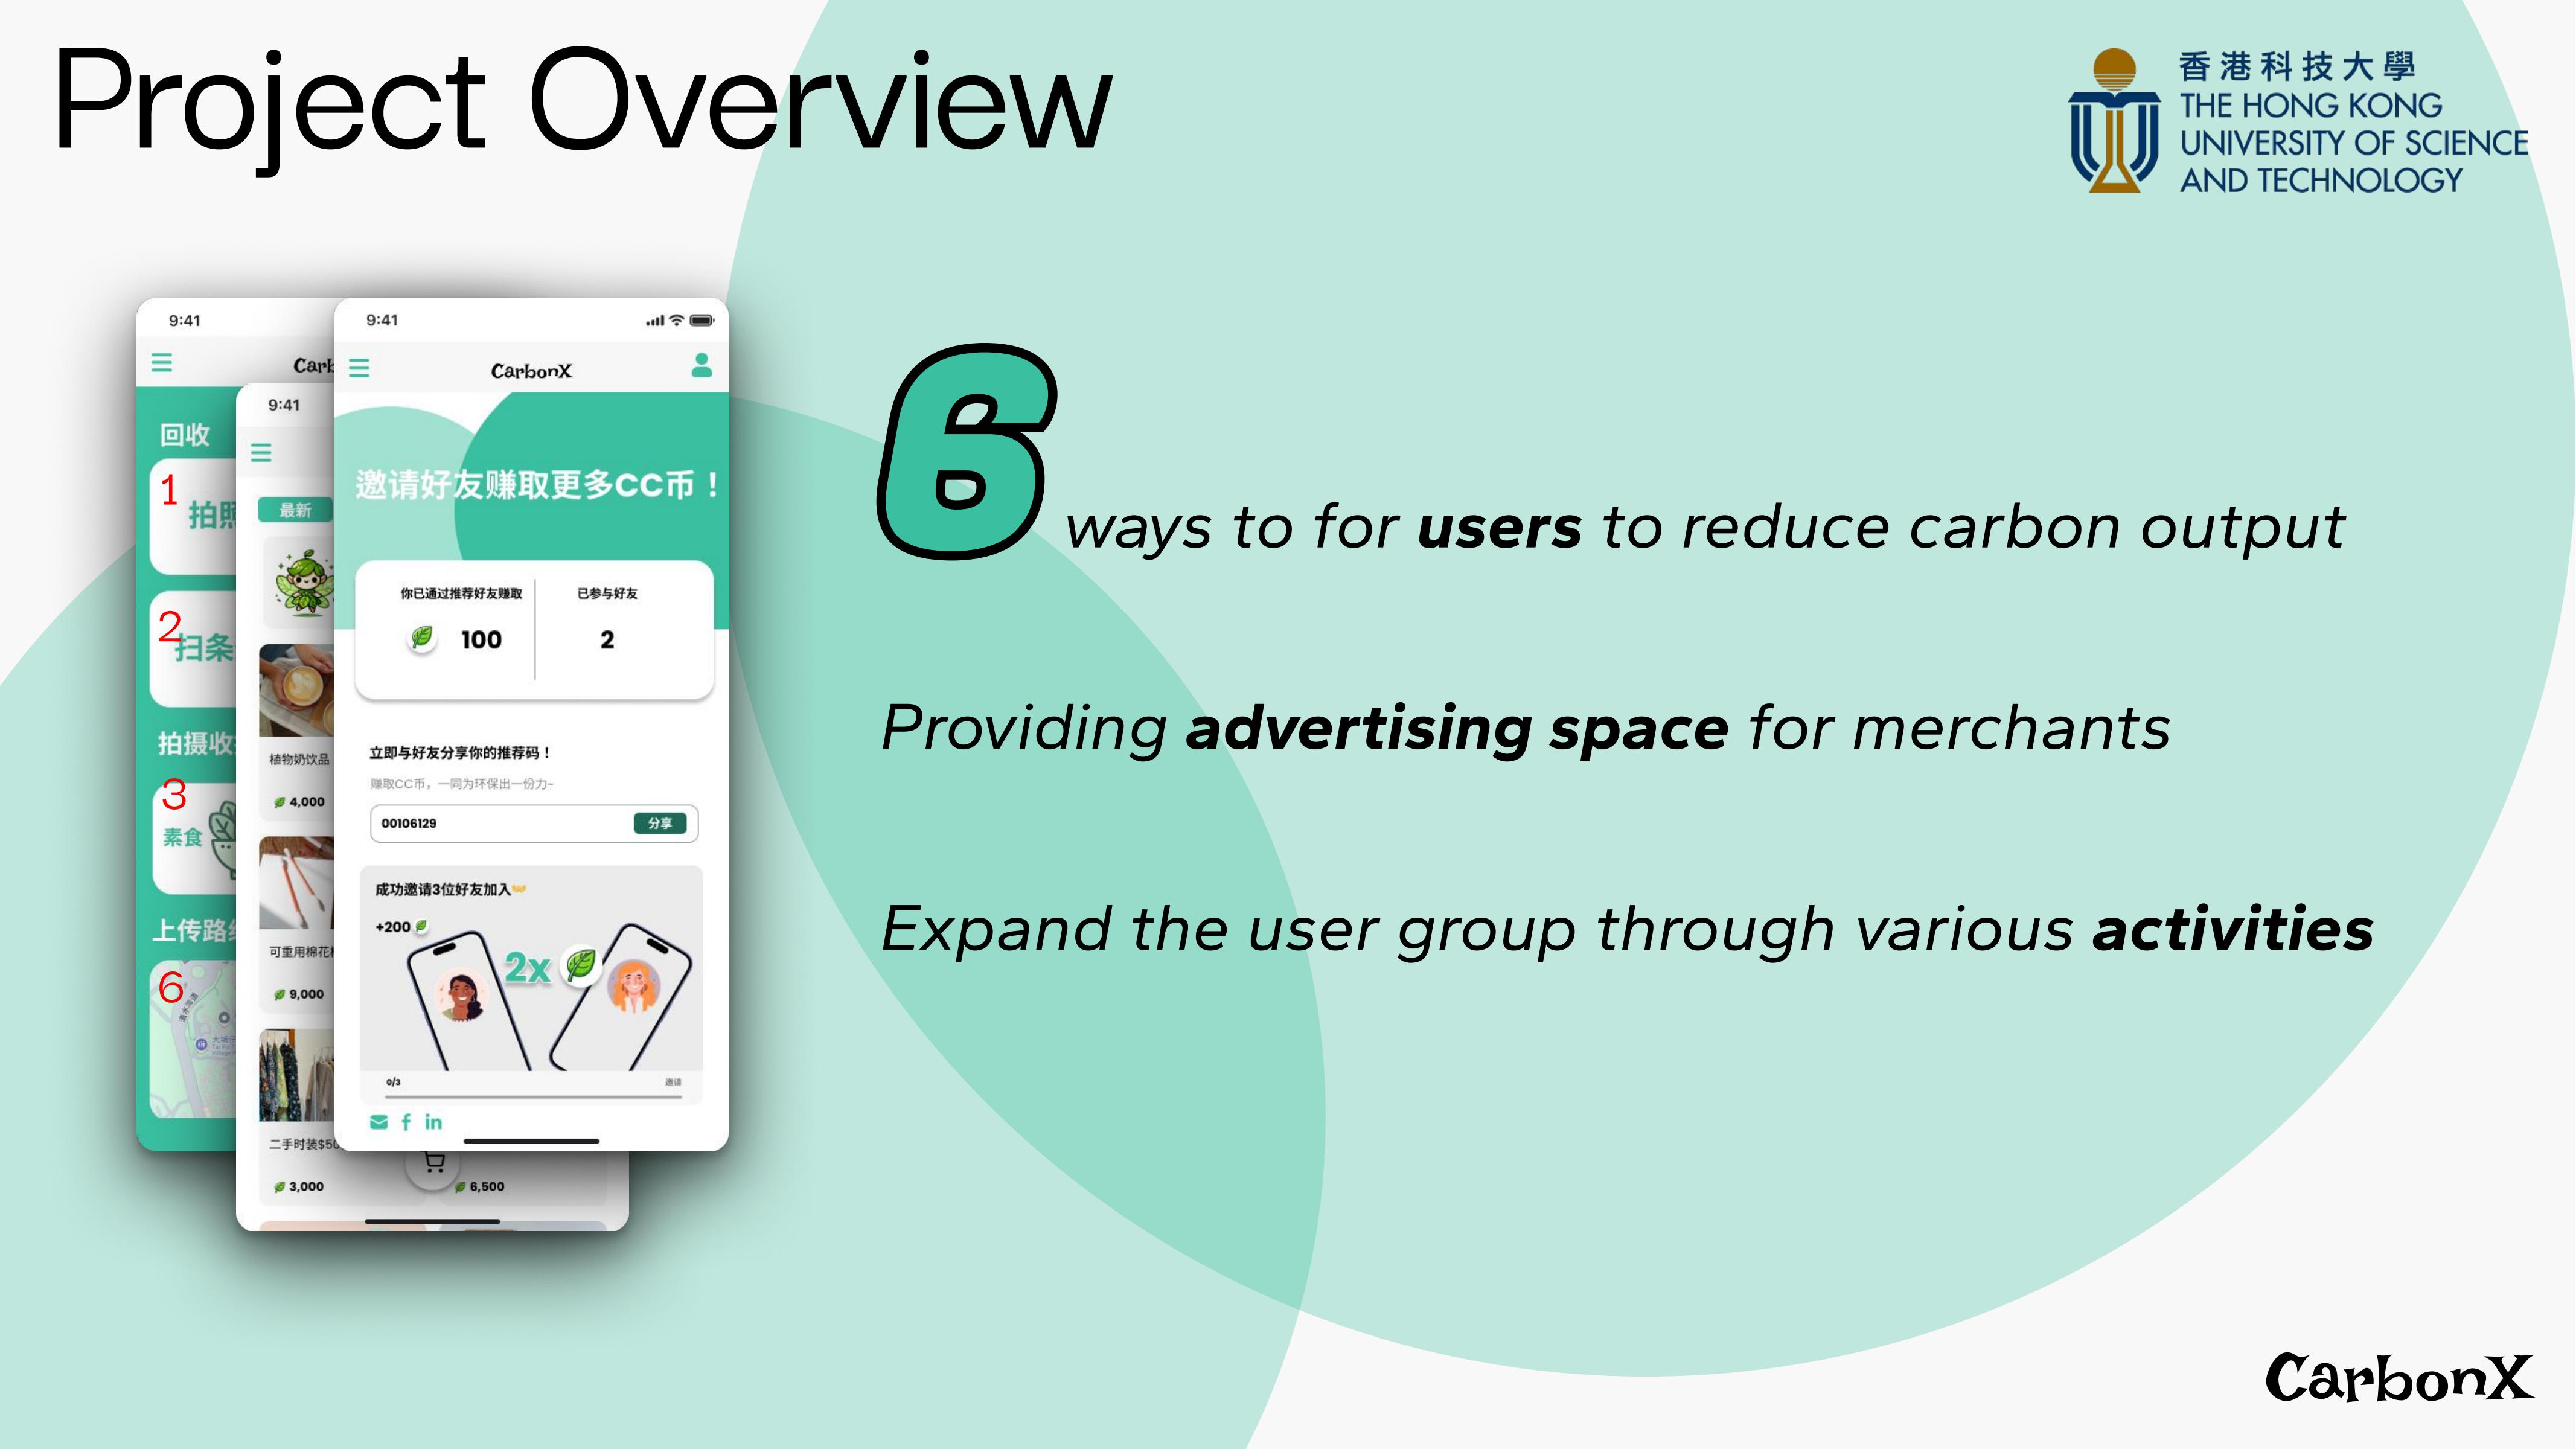 Project Overview
香港科技大學
THE HONG KONG
UNIVERSITY OF SCIENCE
AND TECHNOLOGY
9:41
回收
1
2
扫条
拍摄收
3
素食
上传路
6
9:41
最新
植物奶饮品
4,000
可重用棉花
9,000
二手时装$50
3,000
6,500
9:41
CarbonX
邀请好友赚取更多CC币！
你已通过推荐好友赚取
已参与好友
100
2
立即与好友分享你的推荐码！
赚取CC币，一同为环保出一份力~
00106129
分享
成功邀请3位好友加入
+200
2x
0/3
邀请
6 ways to for users to reduce carbon output
Providing advertising space for merchants
Expand the user group through various activities
CarbonX